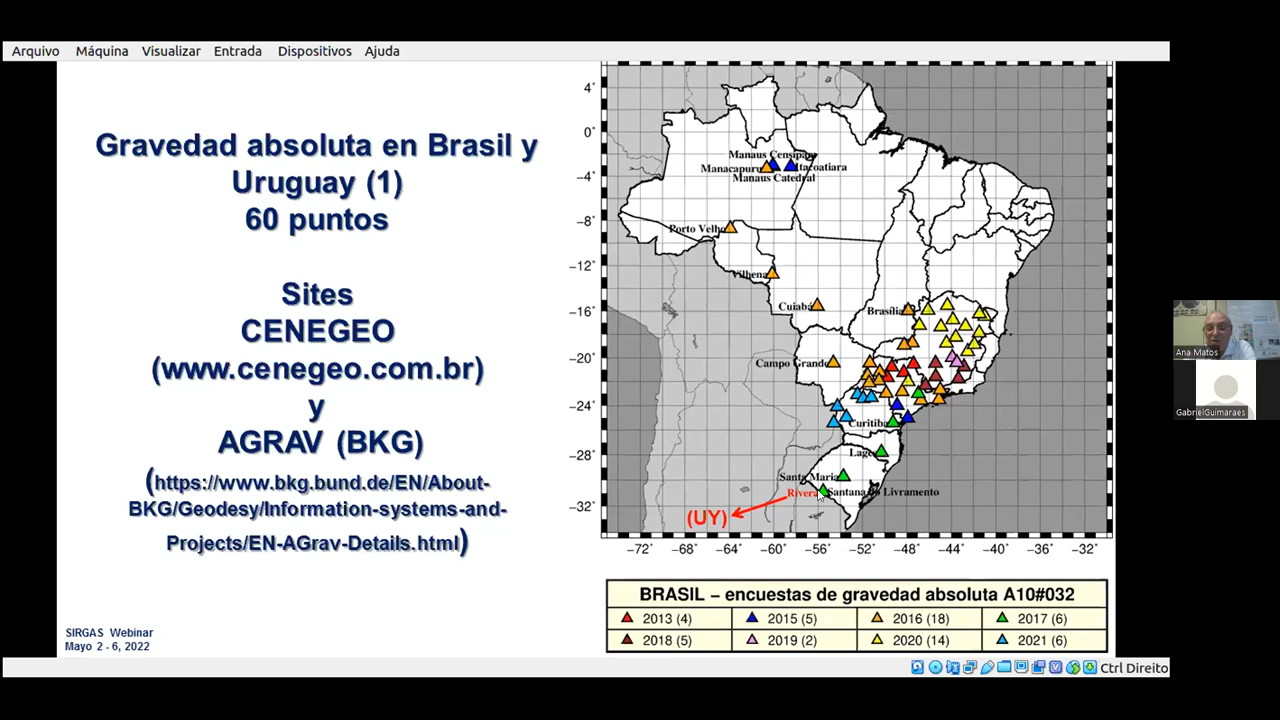 Arquivo Máquina Visualizar Entrada Dispositivos Ajuda
Gravedad absoluta en Brasil y
Uruguay (1)
60 puntos
Sites
CENEGEO
(www.cenegeo.com.br)
y
AGRAV (BKG)
(https://www.bkg.bund.de/EN/About-
BKG/Geodesy/Information-systems-and-
Projects/EN-AGrav-Details.html)
SIRGAS Webinar
Mayo 2 - 6, 2022
4°
0°
−4°
−8°
−12°
−16°
−20°
−24°
−28°
−32°
−72° −68° −64° −60° −56° −52° −48° −44° −40° −36° −32°
Manaus
Manacapuru
Itacoatiara
Manaus Catedral
Porto Velho
Vilhena
Cuiabá
Brasília
Campo Grande
Curitiba
Santa Maria
Rivera
Santana do Livramento
(UY)
BRASIL − encuestas de gravedad absoluta A10#032
2013 (4) 2015 (5) 2016 (18) 2017 (6)
2018 (5) 2019 (2) 2020 (14) 2021 (6)
Ctrl Direito
Ana Matos
GabrielGuimaraes